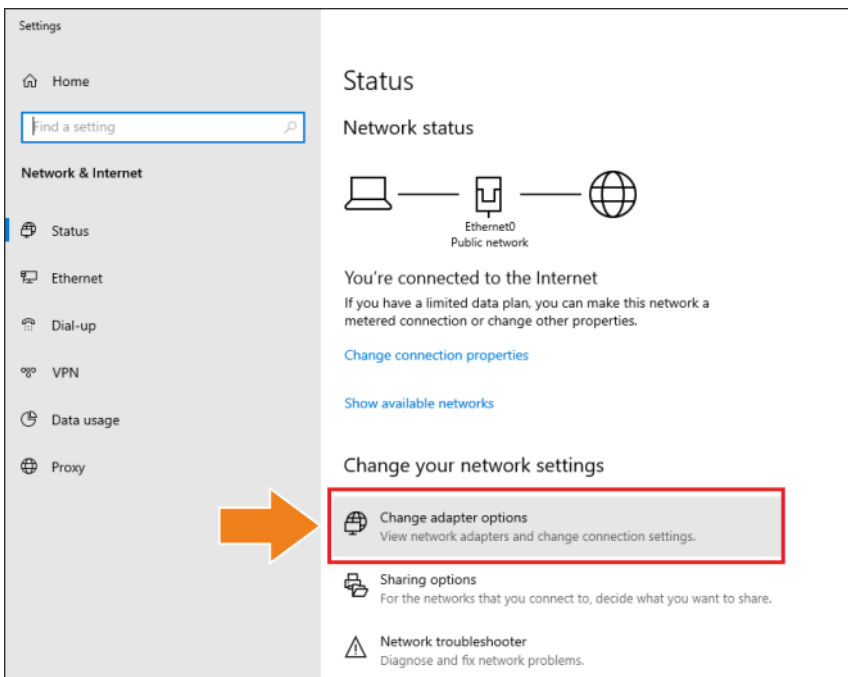 Settings
Home
Find a setting
Network & Internet
Status
Ethernet
Dial-up
VPN
Data usage
Proxy
Status
Network status
Ethernet0
Public network
You're connected to the Internet
If you have a limited data plan, you can make this network a
metered connection or change other properties.
Change connection properties
Show available networks
Change your network settings
Change adapter options
View network adapters and change connection settings.
Sharing options
For the networks that you connect to, decide what you want to share.
Network troubleshooter
Diagnose and fix network problems.